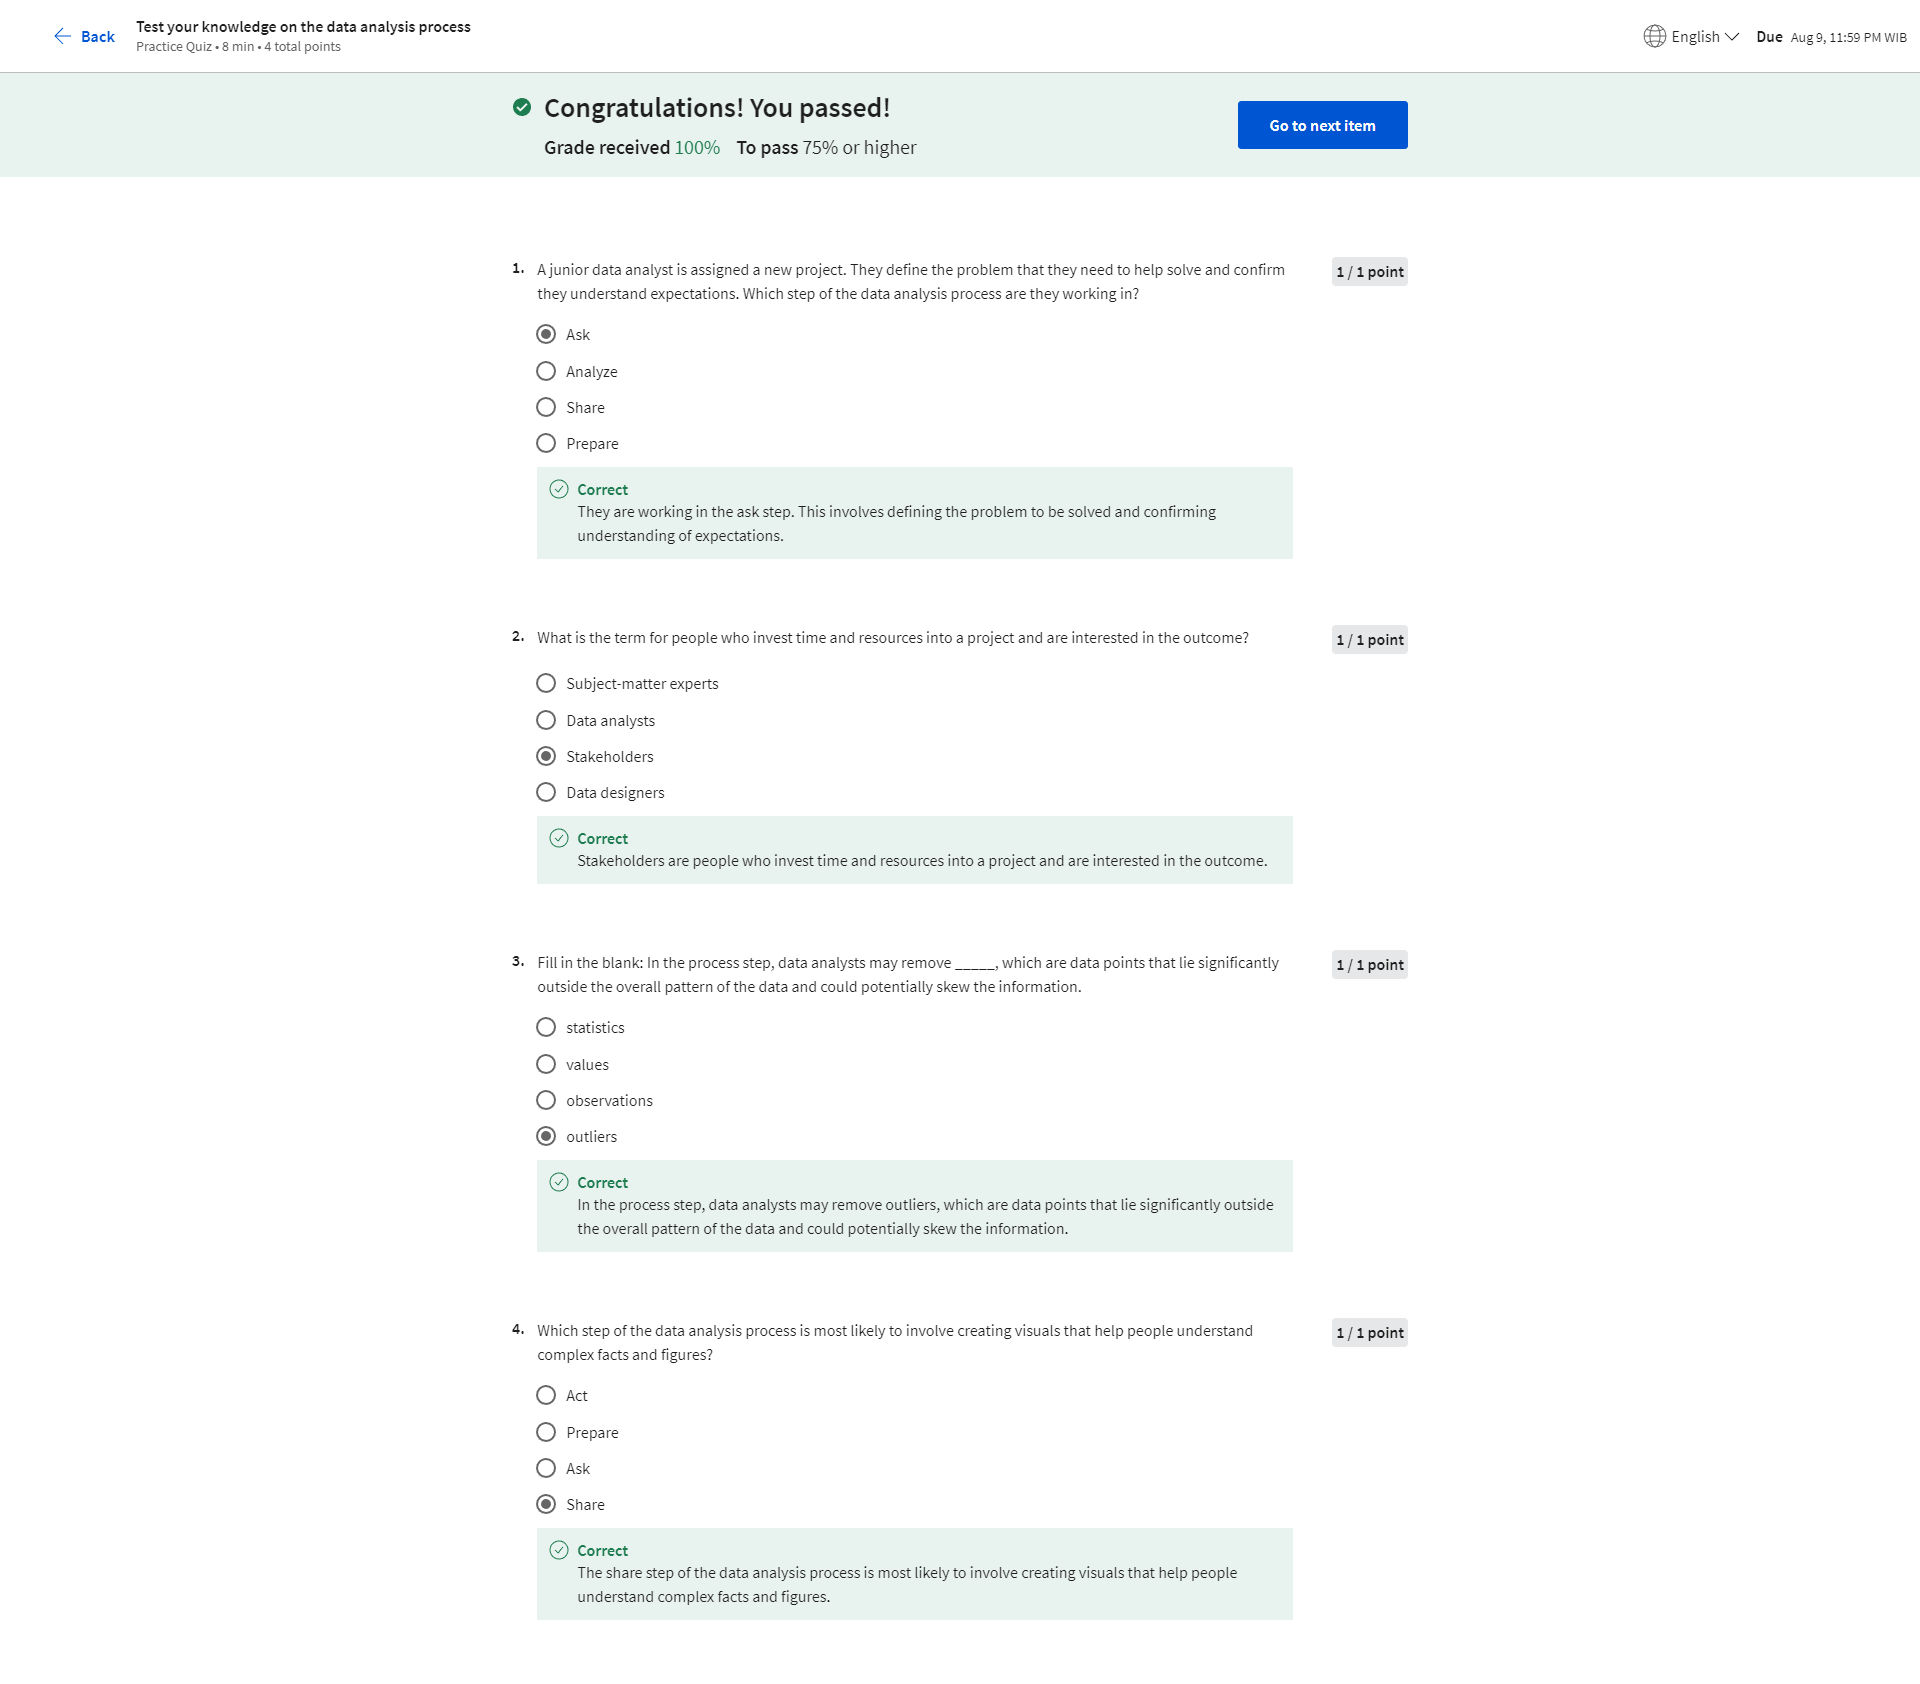 Back
Test your knowledge on the data analysis process
Practice Quiz • 8 min • 4 total points
English
Due Aug 9, 11:59 PM WIB
Congratulations! You passed!
Grade received 100% To pass 75% or higher
Go to next item
1. A junior data analyst is assigned a new project. They define the problem that they need to help solve and confirm
they understand expectations. Which step of the data analysis process are they working in?
1 / 1 point
Ask
Analyze
Share
Prepare
Correct
They are working in the ask step. This involves defining the problem to be solved and confirming
understanding of expectations.
2. What is the term for people who invest time and resources into a project and are interested in the outcome?
1 / 1 point
Subject-matter experts
Data analysts
Stakeholders
Data designers
Correct
Stakeholders are people who invest time and resources into a project and are interested in the outcome.
3. Fill in the blank: In the process step, data analysts may remove _____, which are data points that lie significantly
outside the overall pattern of the data and could potentially skew the information.
1 / 1 point
statistics
values
observations
outliers
Correct
In the process step, data analysts may remove outliers, which are data points that lie significantly outside
the overall pattern of the data and could potentially skew the information.
4. Which step of the data analysis process is most likely to involve creating visuals that help people understand
complex facts and figures?
1 / 1 point
Act
Prepare
Ask
Share
Correct
The share step of the data analysis process is most likely to involve creating visuals that help people
understand complex facts and figures.